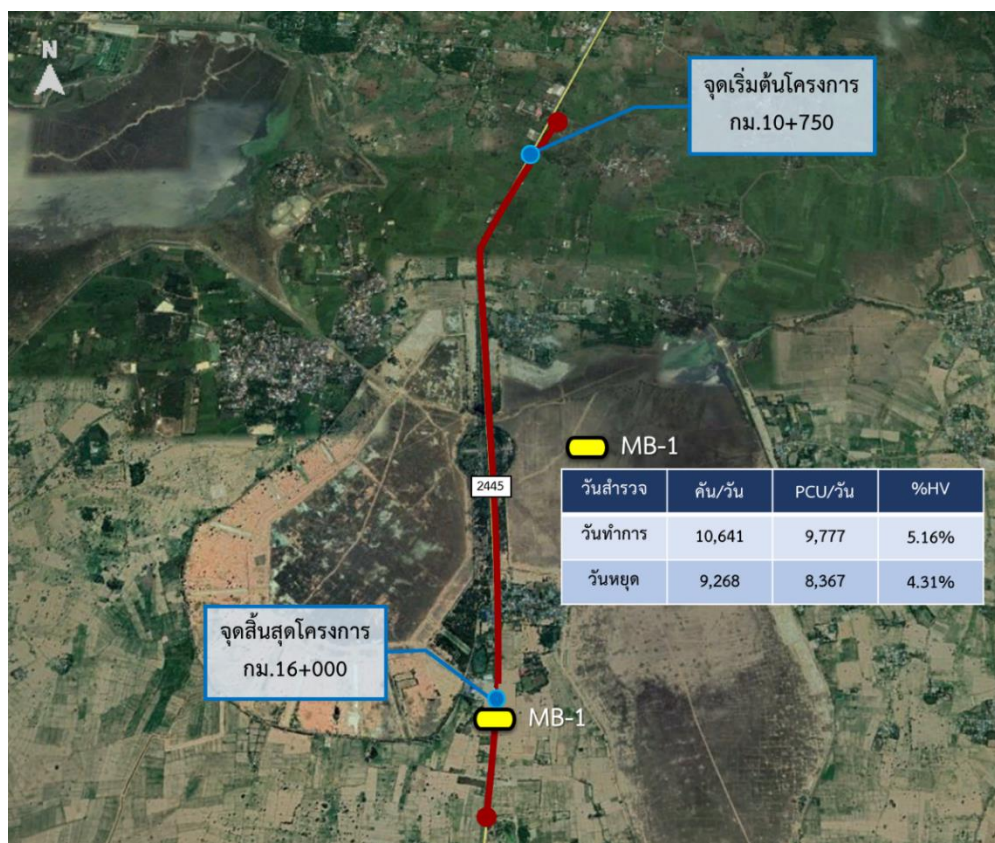 N
จุดเริ่มต้นโครงการ
กม.10+750
2445
MB-1
วันสำรวจ คัน/วัน PCU/วัน %HV
วันทำการ 10,641 9,777 5.16%
วันหยุด 9,268 8,367 4.31%
จุดสิ้นสุดโครงการ
กม.16+000
MB-1